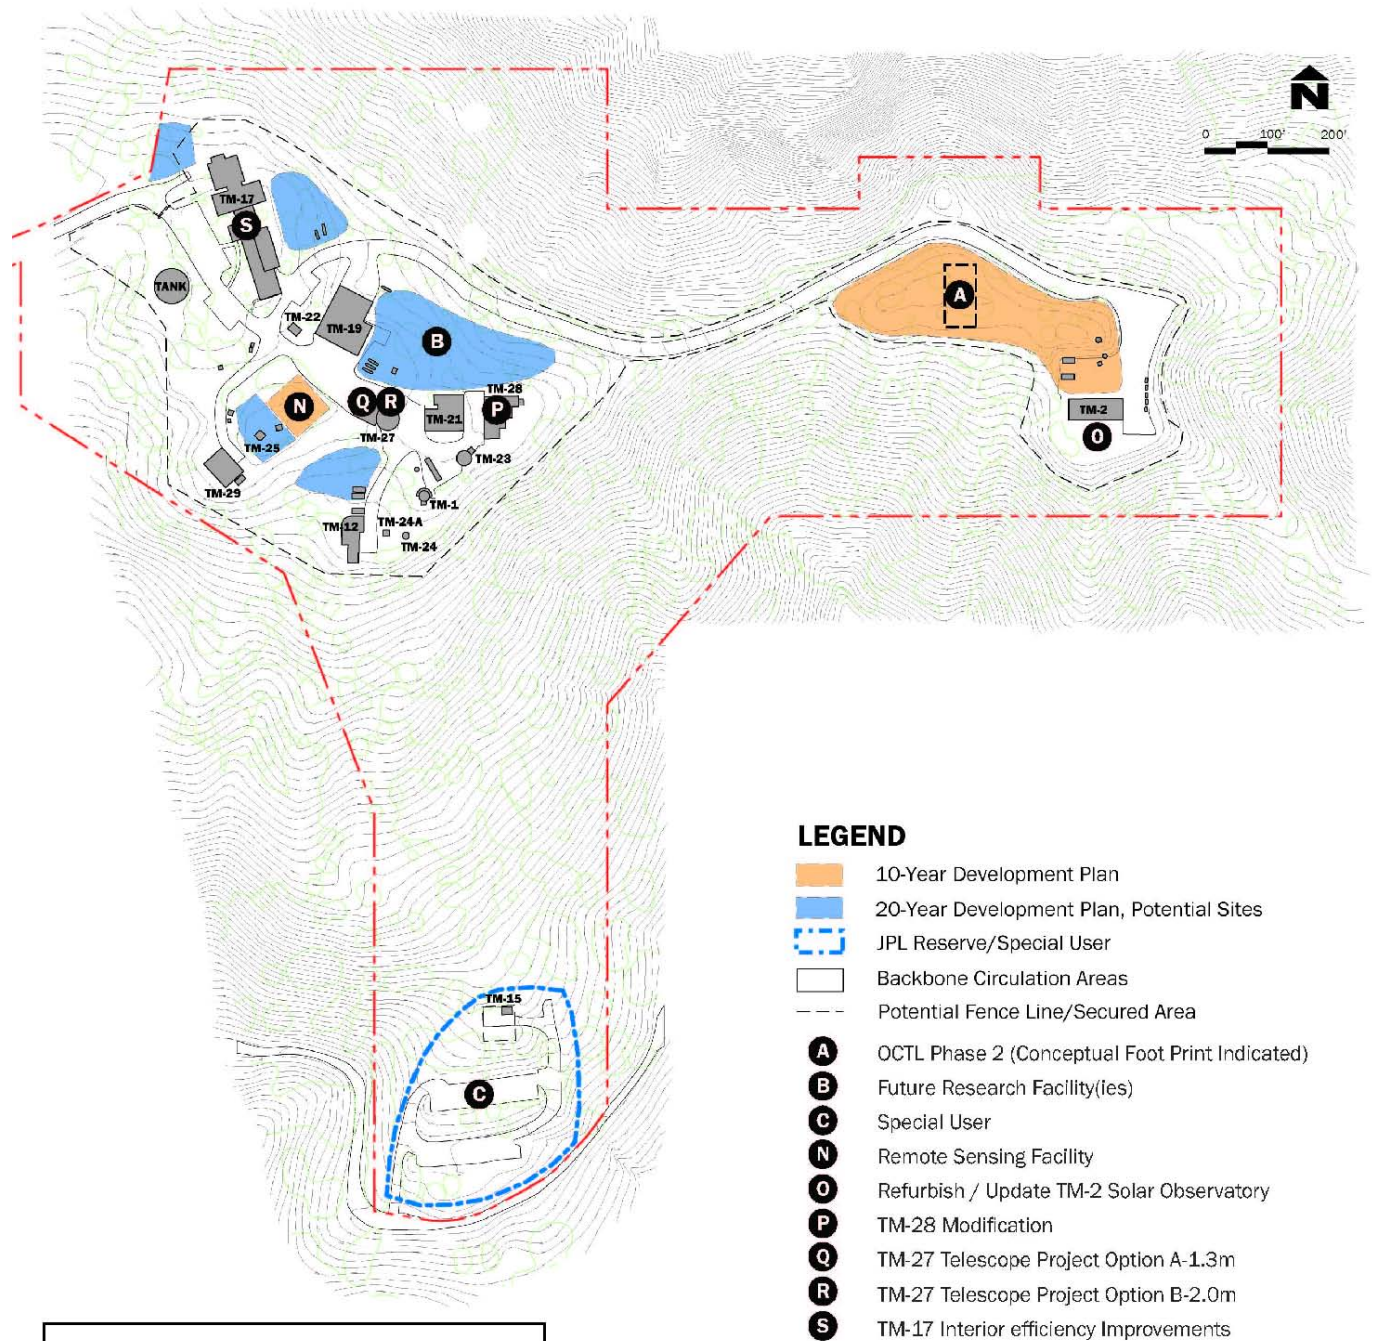 N
0 100' 200'
TM-17
S
TANK
TM-22
TM-19
B
A
N
Q
R
TM-28
P
TM-21
TM-27
TM-2
O
TM-25
TM-23
TM-29
TM-1
TM-12
TM-24A
TM-24
TM-15
C
LEGEND
10-Year Development Plan
20-Year Development Plan, Potential Sites
JPL Reserve/Special User
Backbone Circulation Areas
Potential Fence Line/Secured Area
A OCTL Phase 2 (Conceptual Foot Print Indicated)
B Future Research Facility(ies)
C Special User
N Remote Sensing Facility
O Refurbish / Update TM-2 Solar Observatory
P TM-28 Modification
Q TM-27 Telescope Project Option A-1.3m
R TM-27 Telescope Project Option B-2.0m
S TM-17 Interior efficiency Improvements